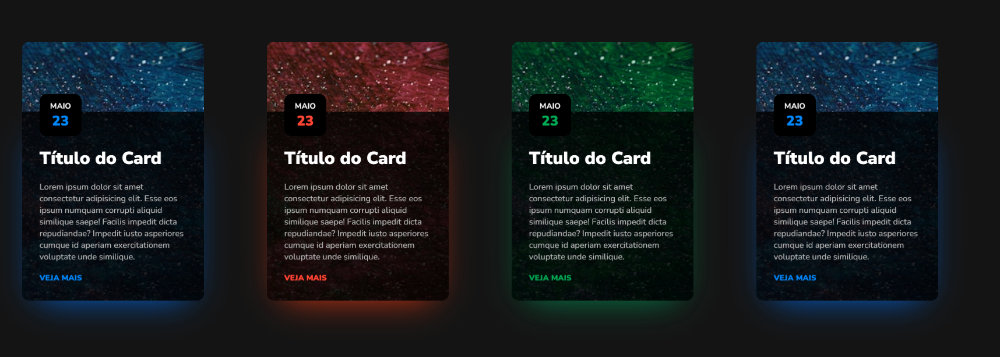 MAIO
23
Título do Card
Lorem ipsum dolor sit amet
consectetur adipisicing elit. Esse eos
ipsum numquam corrupti aliquid
similique saepe! Facilis impedit dicta
repudiandae? Impedit iusto asperiores
cumque id aperiam exercitationem
voluptate unde similique.
VEJA MAIS
MAIO
23
Título do Card
Lorem ipsum dolor sit amet
consectetur adipisicing elit. Esse eos
ipsum numquam corrupti aliquid
similique saepe! Facilis impedit dicta
repudiandae? Impedit iusto asperiores
cumque id aperiam exercitationem
voluptate unde similique.
VEJA MAIS
MAIO
23
Título do Card
Lorem ipsum dolor sit amet
consectetur adipisicing elit. Esse eos
ipsum numquam corrupti aliquid
similique saepe! Facilis impedit dicta
repudiandae? Impedit iusto asperiores
cumque id aperiam exercitationem
voluptate unde similique.
VEJA MAIS
MAIO
23
Título do Card
Lorem ipsum dolor sit amet
consectetur adipisicing elit. Esse eos
ipsum numquam corrupti aliquid
similique saepe! Facilis impedit dicta
repudiandae? Impedit iusto asperiores
cumque id aperiam exercitationem
voluptate unde similique.
VEJA MAIS